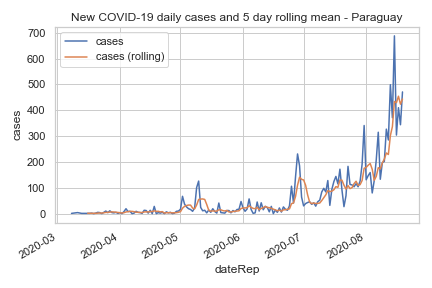 New COVID-19 daily cases and 5 day rolling mean - Paraguay
cases
cases (rolling)
700
600
500
400
300
200
100
0
cases
2020-03
2020-04
2020-05
2020-06
2020-07
2020-08
dateRep